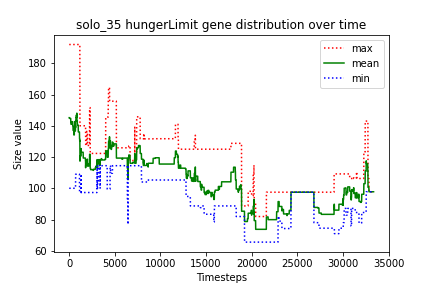 solo_35 hungerLimit gene distribution over time
max
mean
min
Size value
180
160
140
120
100
80
60
0 5000 10000 15000 20000 25000 30000 35000
Timesteps